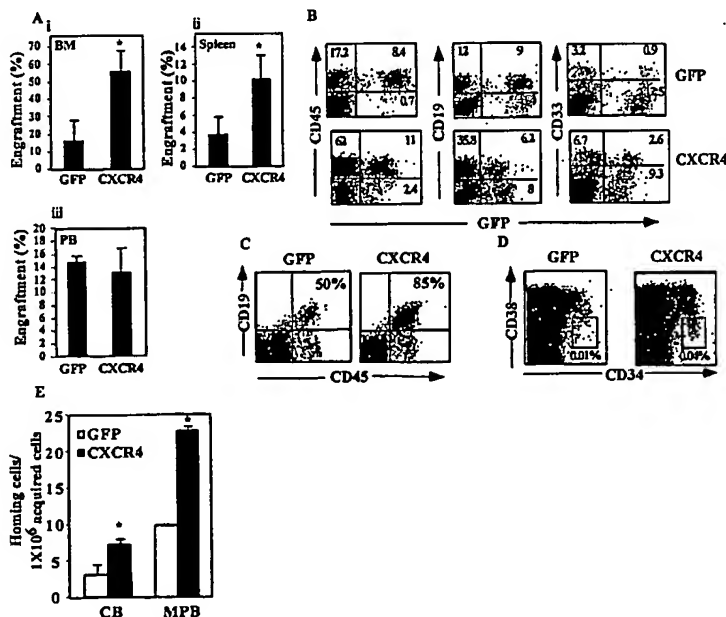 A
i
BM
*
Engraftment (%)
70
60
50
40
30
20
10
0
GFP CXCR4
ii
Spleen
*
Engraftment (%)
14
12
10
8
6
4
2
0
GFP CXCR4
iii
PB
Engraftment (%)
20
18
16
14
12
10
8
6
4
2
0
GFP CXCR4
B
17.2 8.4
0.7
12 9
3.2 0.9
GFP
62 11
2.4
35.8 6.2
8
6.7 2.6
9.3
CXCR4
CD45
CD19
CD33
GFP
C
GFP CXCR4
50% 85%
CD19
CD45
D
GFP CXCR4
0.01% 0.04%
CD38
CD34
E
Homing cells/
1X10⁶ acquired cells
25
20
15
10
5
0
GFP
CXCR4
*
*
CB MPB